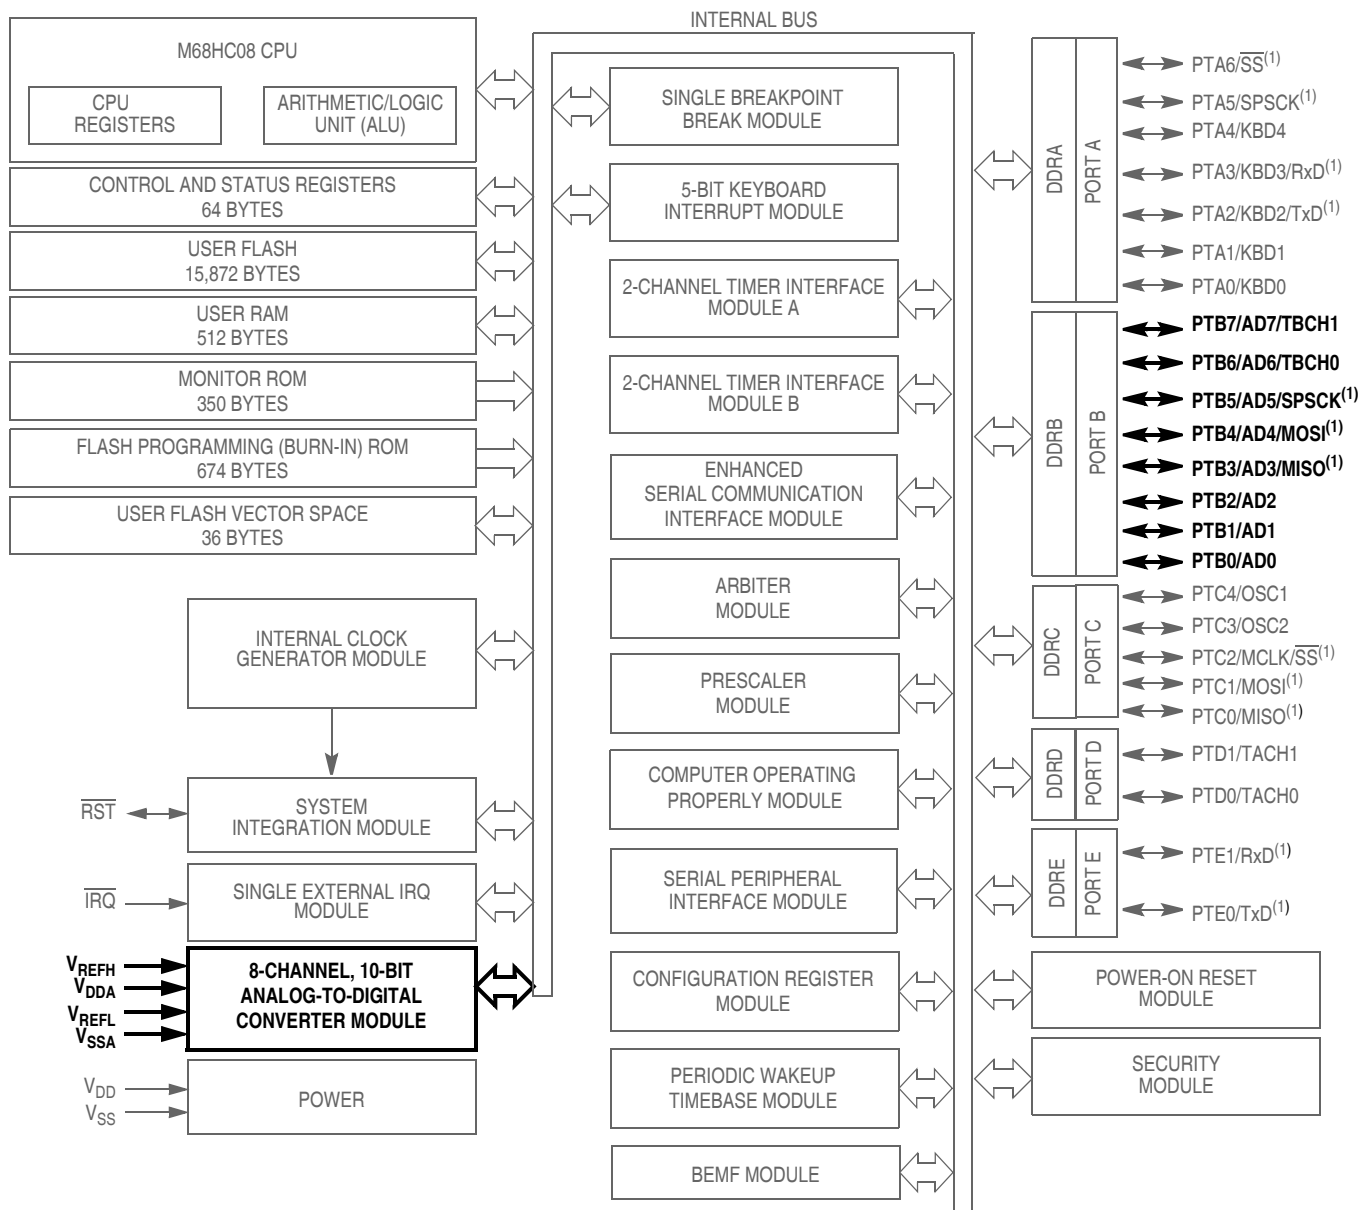 INTERNAL BUS
M68HC08 CPU
CPU
REGISTERS
ARITHMETIC/LOGIC
UNIT (ALU)
CONTROL AND STATUS REGISTERS
64 BYTES
USER FLASH
15,872 BYTES
USER RAM
512 BYTES
MONITOR ROM
350 BYTES
FLASH PROGRAMMING (BURN-IN) ROM
674 BYTES
USER FLASH VECTOR SPACE
36 BYTES
INTERNAL CLOCK
GENERATOR MODULE
RST
SYSTEM
INTEGRATION MODULE
IRQ
SINGLE EXTERNAL IRQ
MODULE
VREFH
VDDA
VREFL
VSSA
8-CHANNEL, 10-BIT
ANALOG-TO-DIGITAL
CONVERTER MODULE
VDD
VSS
POWER
SINGLE BREAKPOINT
BREAK MODULE
5-BIT KEYBOARD
INTERRUPT MODULE
2-CHANNEL TIMER INTERFACE
MODULE A
2-CHANNEL TIMER INTERFACE
MODULE B
ENHANCED
SERIAL COMMUNICATION
INTERFACE MODULE
ARBITER
MODULE
PRESCALER
MODULE
COMPUTER OPERATING
PROPERLY MODULE
SERIAL PERIPHERAL
INTERFACE MODULE
CONFIGURATION REGISTER
MODULE
PERIODIC WAKEUP
TIMEBASE MODULE
BEMF MODULE
DDRA
PORT A
PTA6/SS(1)
PTA5/SPSCK(1)
PTA4/KBD4
PTA3/KBD3/RxD(1)
PTA2/KBD2/TxD(1)
PTA1/KBD1
PTA0/KBD0
DDRB
PORT B
PTB7/AD7/TBCH1
PTB6/AD6/TBCH0
PTB5/AD5/SPSCK(1)
PTB4/AD4/MOSI(1)
PTB3/AD3/MISO(1)
PTB2/AD2
PTB1/AD1
PTB0/AD0
DDRC
PORT C
PTC4/OSC1
PTC3/OSC2
PTC2/MCLK/SS(1)
PTC1/MOSI(1)
PTC0/MISO(1)
DDRD
PORT D
PTD1/TACH1
PTD0/TACH0
DDRE
PORT E
PTE1/RxD(1)
PTE0/TxD(1)
POWER-ON RESET
MODULE
SECURITY
MODULE